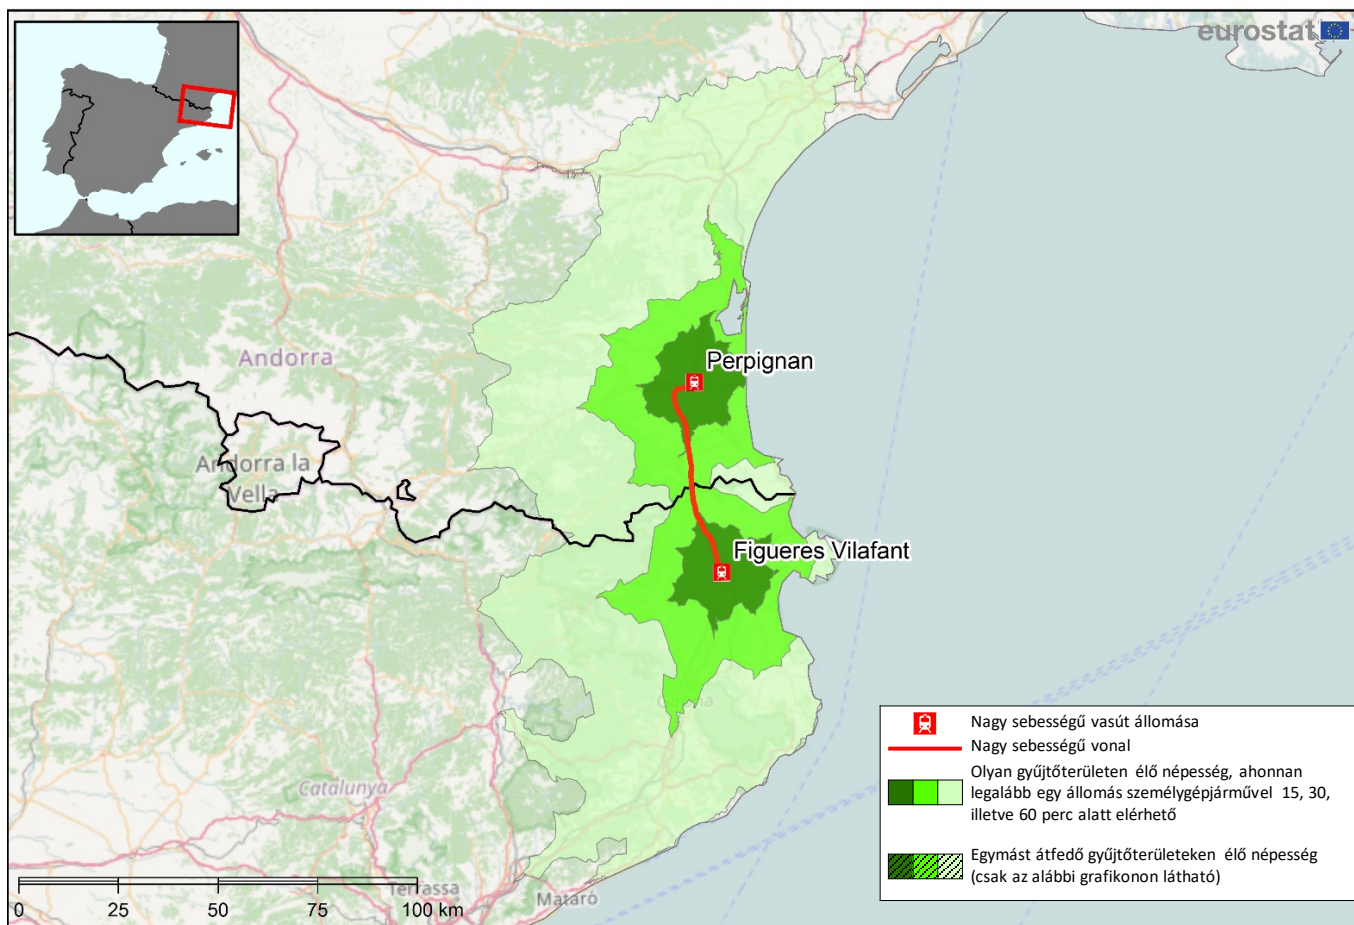 eurostat
Perpignan
Andorra
Andorra la
Vella
Figueres Vilafant
Girona
Catalunya
Terrassa
Mataró
0 25 50 75 100 km
Nagy sebességű vasút állomása
Nagy sebességű vonal
Olyan gyűjtőterületen élő népesség, ahonnan
legalább egy állomás személygépjárművel 15, 30,
illetve 60 perc alatt elérhető
Egymást átfedő gyűjtőterületeken élő népesség
(csak az alábbi grafikonon látható)